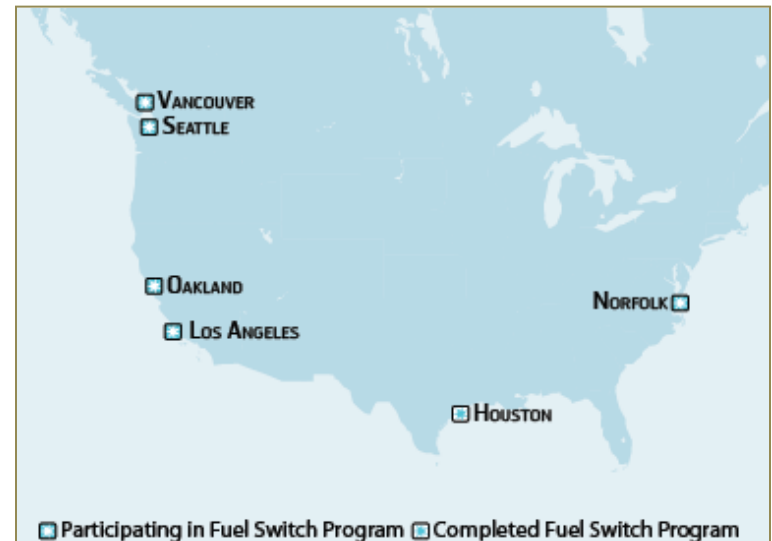 Vancouver
Seattle
Oakland
Norfolk
Los Angeles
Houston
Participating in Fuel Switch Program Completed Fuel Switch Program